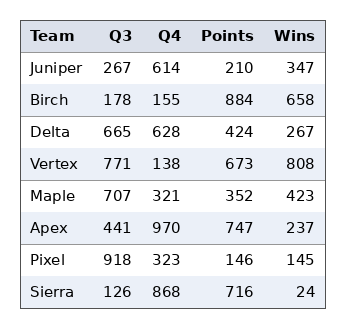 Team Q3 Q4 Points Wins
Juniper 267 614 210 347
Birch 178 155 884 658
Delta 665 628 424 267
Vertex 771 138 673 808
Maple 707 321 352 423
Apex 441 970 747 237
Pixel 918 323 146 145
Sierra 126 868 716 24